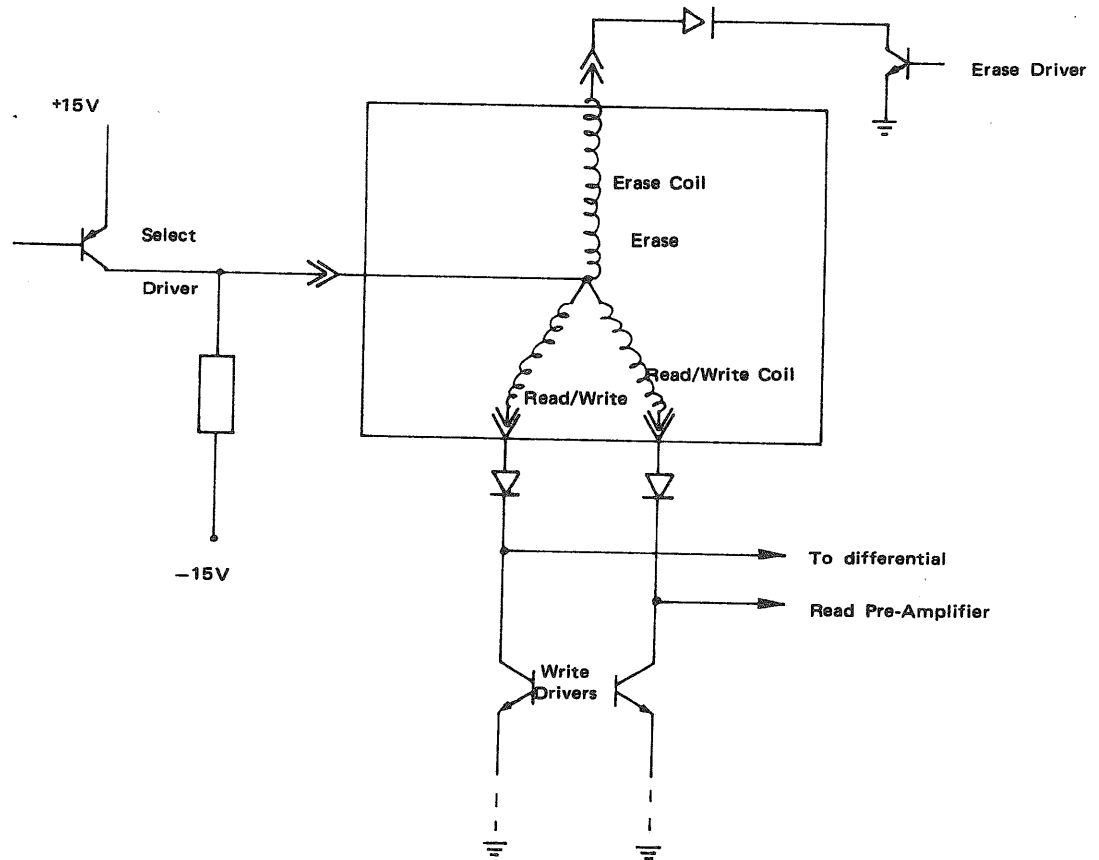 Erase Driver
+15V
Erase Coil
Select
Erase
Driver
Read/Write Coil
Read/Write
To differential
−15V
Read Pre-Amplifier
Write
Drivers